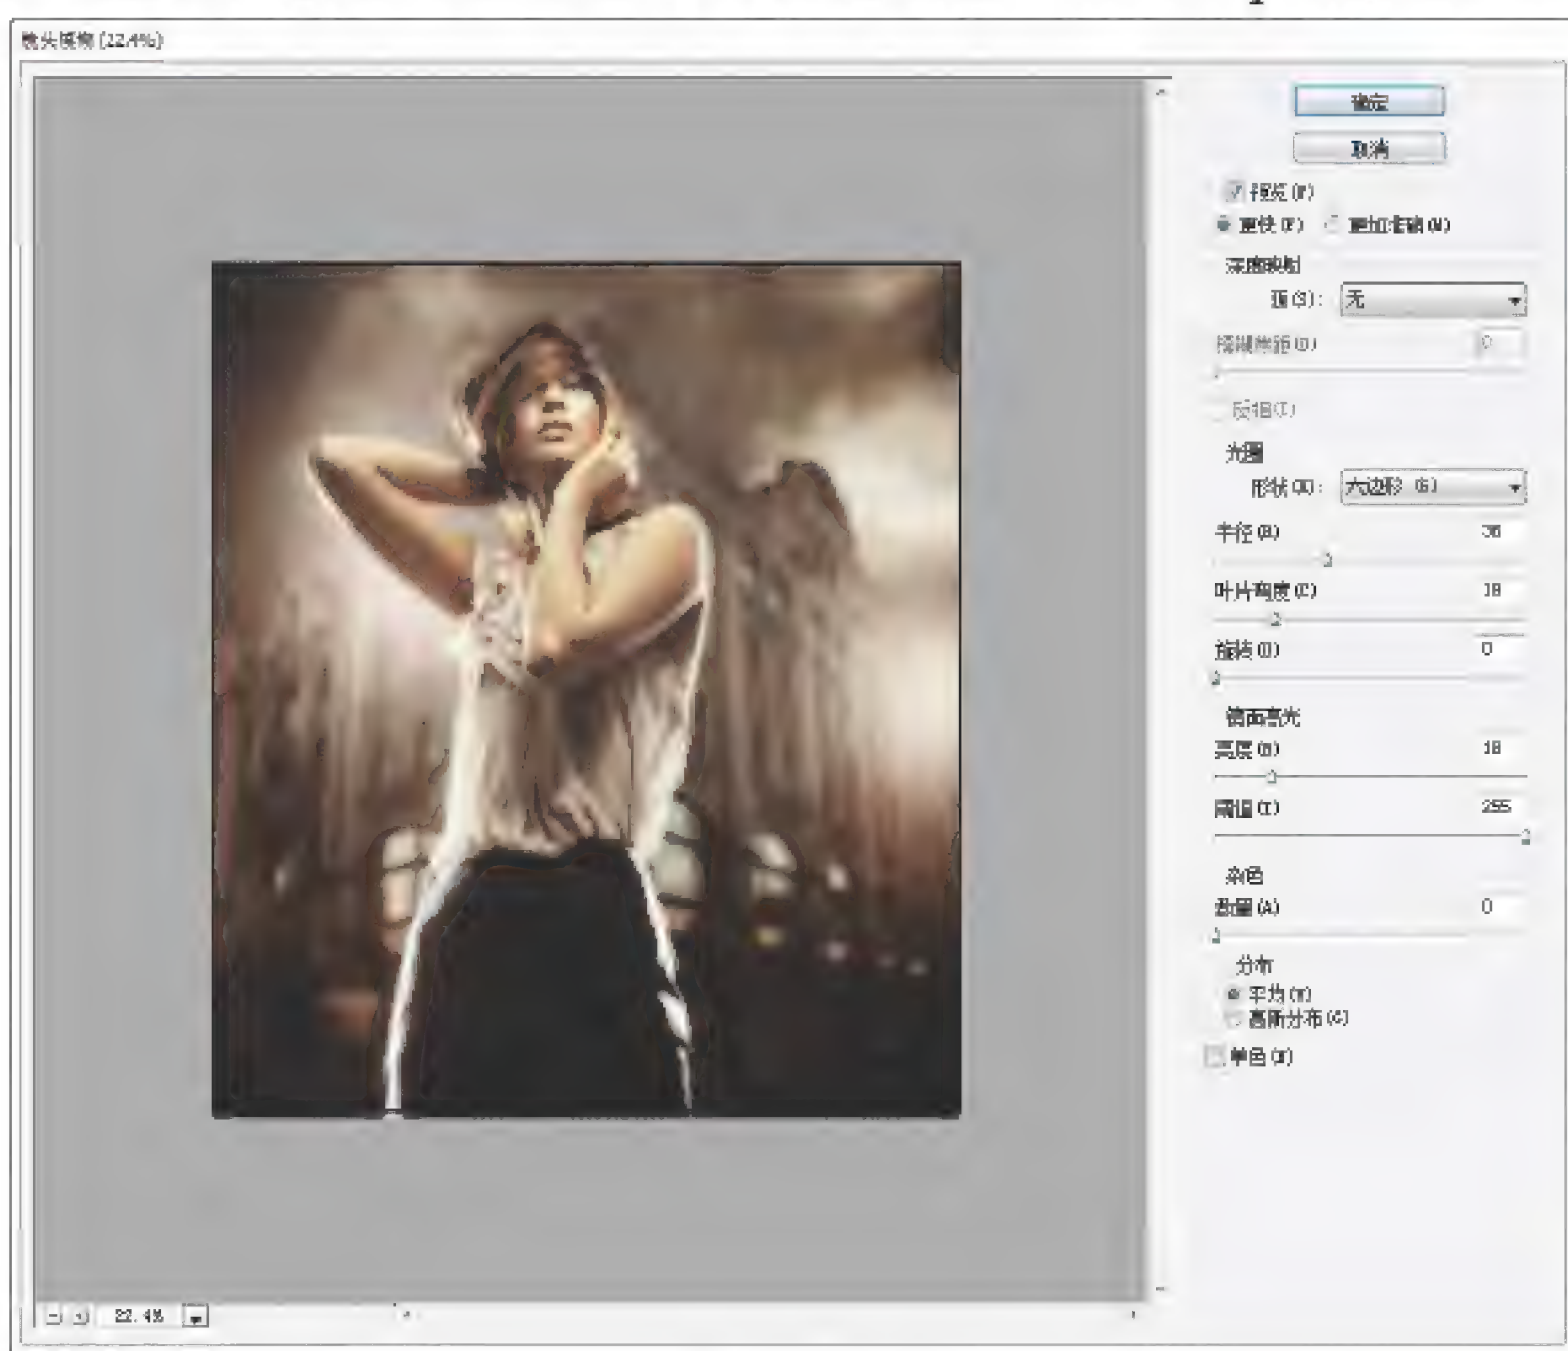 镜头模糊 (22.4%)
确定
取消
预览(P)
更快(F) 更加准确(M)
深度映射
源(S): 无
模糊焦距(D) 0
反相(I)
光圈
形状(H): 六边形 (6)
半径(R) 36
叶片弯度(C) 18
旋转(O) 0
镜面高光
亮度(B) 18
阈值(T) 255
杂色
数量(A) 0
分布
平均(U)
高斯分布(G)
单色(M)
22.4%